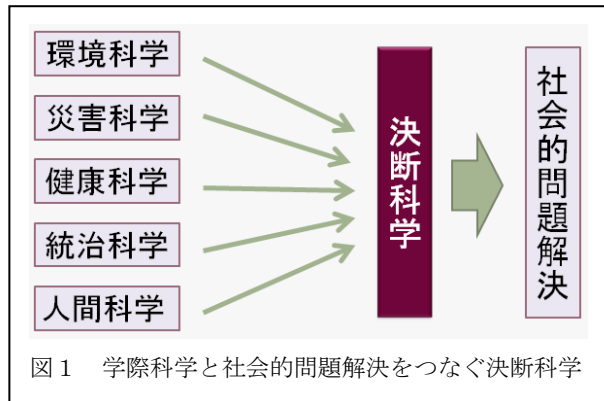 環境科学
災害科学
健康科学
統治科学
人間科学
決断科学
社会的問題解決
図１　学際科学と社会的問題解決をつなぐ決断科学